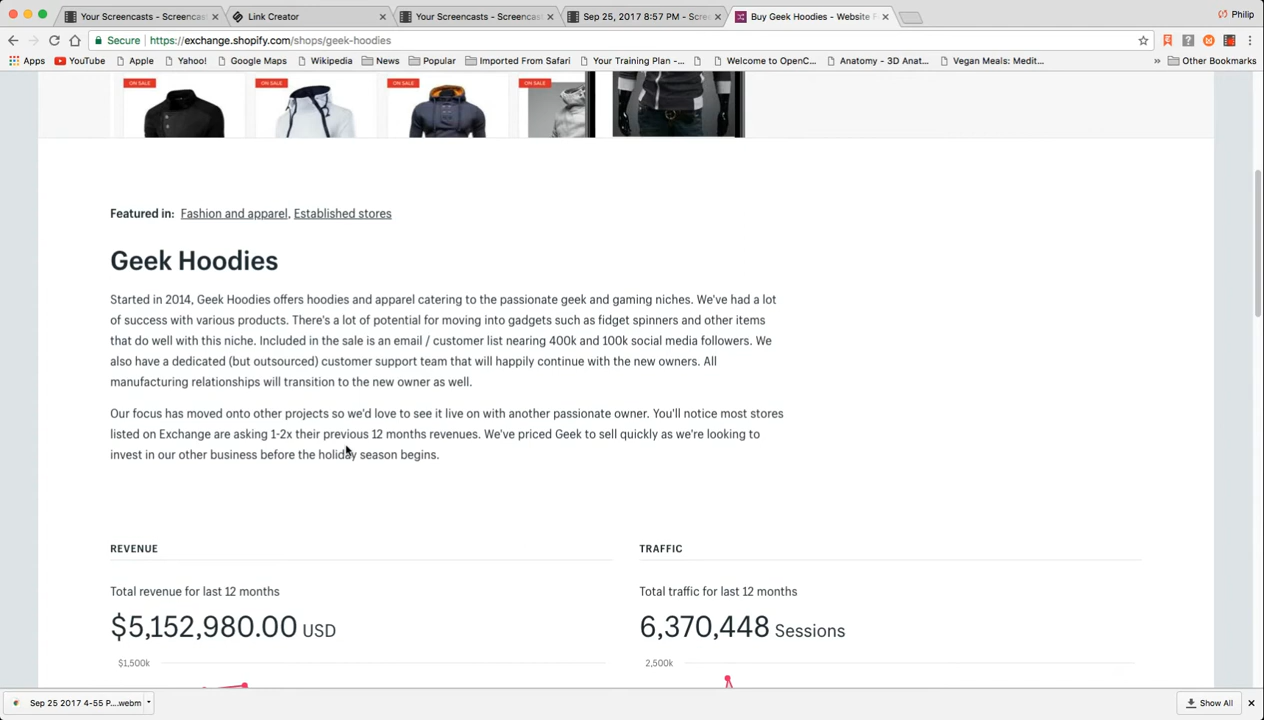 Your Screencasts - Screencast
Link Creator
Your Screencasts - Screencast
Sep 25, 2017 8:57 PM - Scre
Buy Geek Hoodies - Website F
Philip
Secure https://exchange.shopify.com/shops/geek-hoodies
Apps YouTube Apple Yahoo! Google Maps Wikipedia News Popular Imported From Safari Your Training Plan -... Welcome to OpenC... Anatomy - 3D Anat... Vegan Meals: Medit... » Other Bookmarks
ON SALE ON SALE ON SALE ON SALE
Featured in: Fashion and apparel, Established stores
Geek Hoodies
Started in 2014, Geek Hoodies offers hoodies and apparel catering to the passionate geek and gaming niches. We've had a lot
of success with various products. There's a lot of potential for moving into gadgets such as fidget spinners and other items
that do well with this niche. Included in the sale is an email / customer list nearing 400k and 100k social media followers. We
also have a dedicated (but outsourced) customer support team that will happily continue with the new owners. All
manufacturing relationships will transition to the new owner as well.
Our focus has moved onto other projects so we'd love to see it live on with another passionate owner. You'll notice most stores
listed on Exchange are asking 1-2x their previous 12 months revenues. We've priced Geek to sell quickly as we're looking to
invest in our other business before the holiday season begins.
REVENUE
Total revenue for last 12 months
$5,152,980.00 USD
$1,500k
TRAFFIC
Total traffic for last 12 months
6,370,448 Sessions
2,500k
Sep 25 2017 4-55 P....webm
Show All